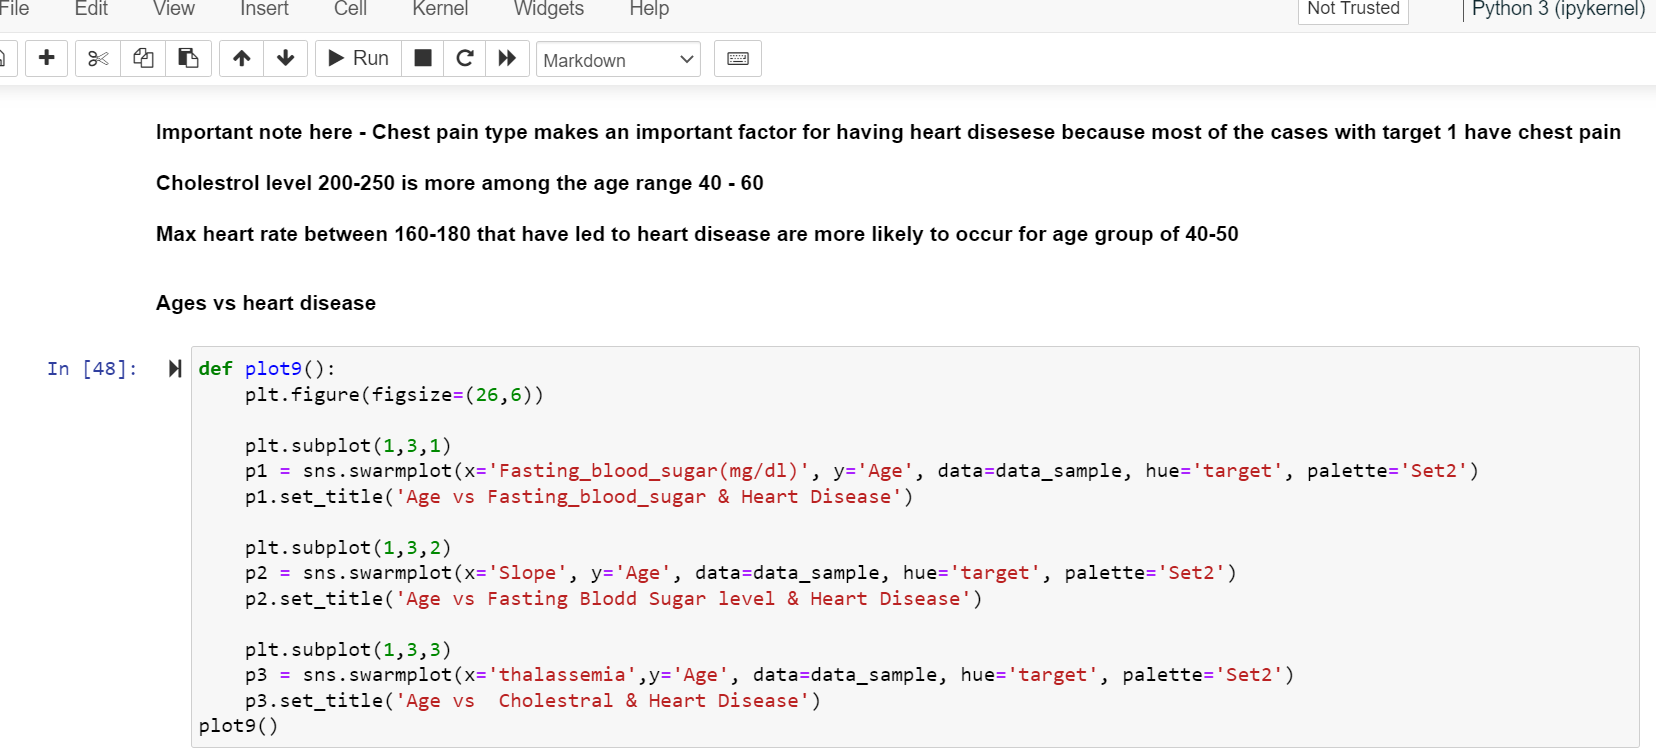 File Edit View Insert Cell Kernel Widgets Help Not Trusted Python 3 (ipykernel)
Run Markdown
Important note here - Chest pain type makes an important factor for having heart disesese because most of the cases with target 1 have chest pain
Cholestrol level 200-250 is more among the age range 40 - 60
Max heart rate between 160-180 that have led to heart disease are more likely to occur for age group of 40-50
Ages vs heart disease
In [48]: def plot9():
    plt.figure(figsize=(26,6))
    plt.subplot(1,3,1)
    p1 = sns.swarmplot(x='Fasting_blood_sugar(mg/dl)', y='Age', data=data_sample, hue='target', palette='Set2')
    p1.set_title('Age vs Fasting_blood_sugar & Heart Disease')
    plt.subplot(1,3,2)
    p2 = sns.swarmplot(x='Slope', y='Age', data=data_sample, hue='target', palette='Set2')
    p2.set_title('Age vs Fasting Blodd Sugar level & Heart Disease')
    plt.subplot(1,3,3)
    p3 = sns.swarmplot(x='thalassemia',y='Age', data=data_sample, hue='target', palette='Set2')
    p3.set_title('Age vs  Cholestral & Heart Disease')
plot9()